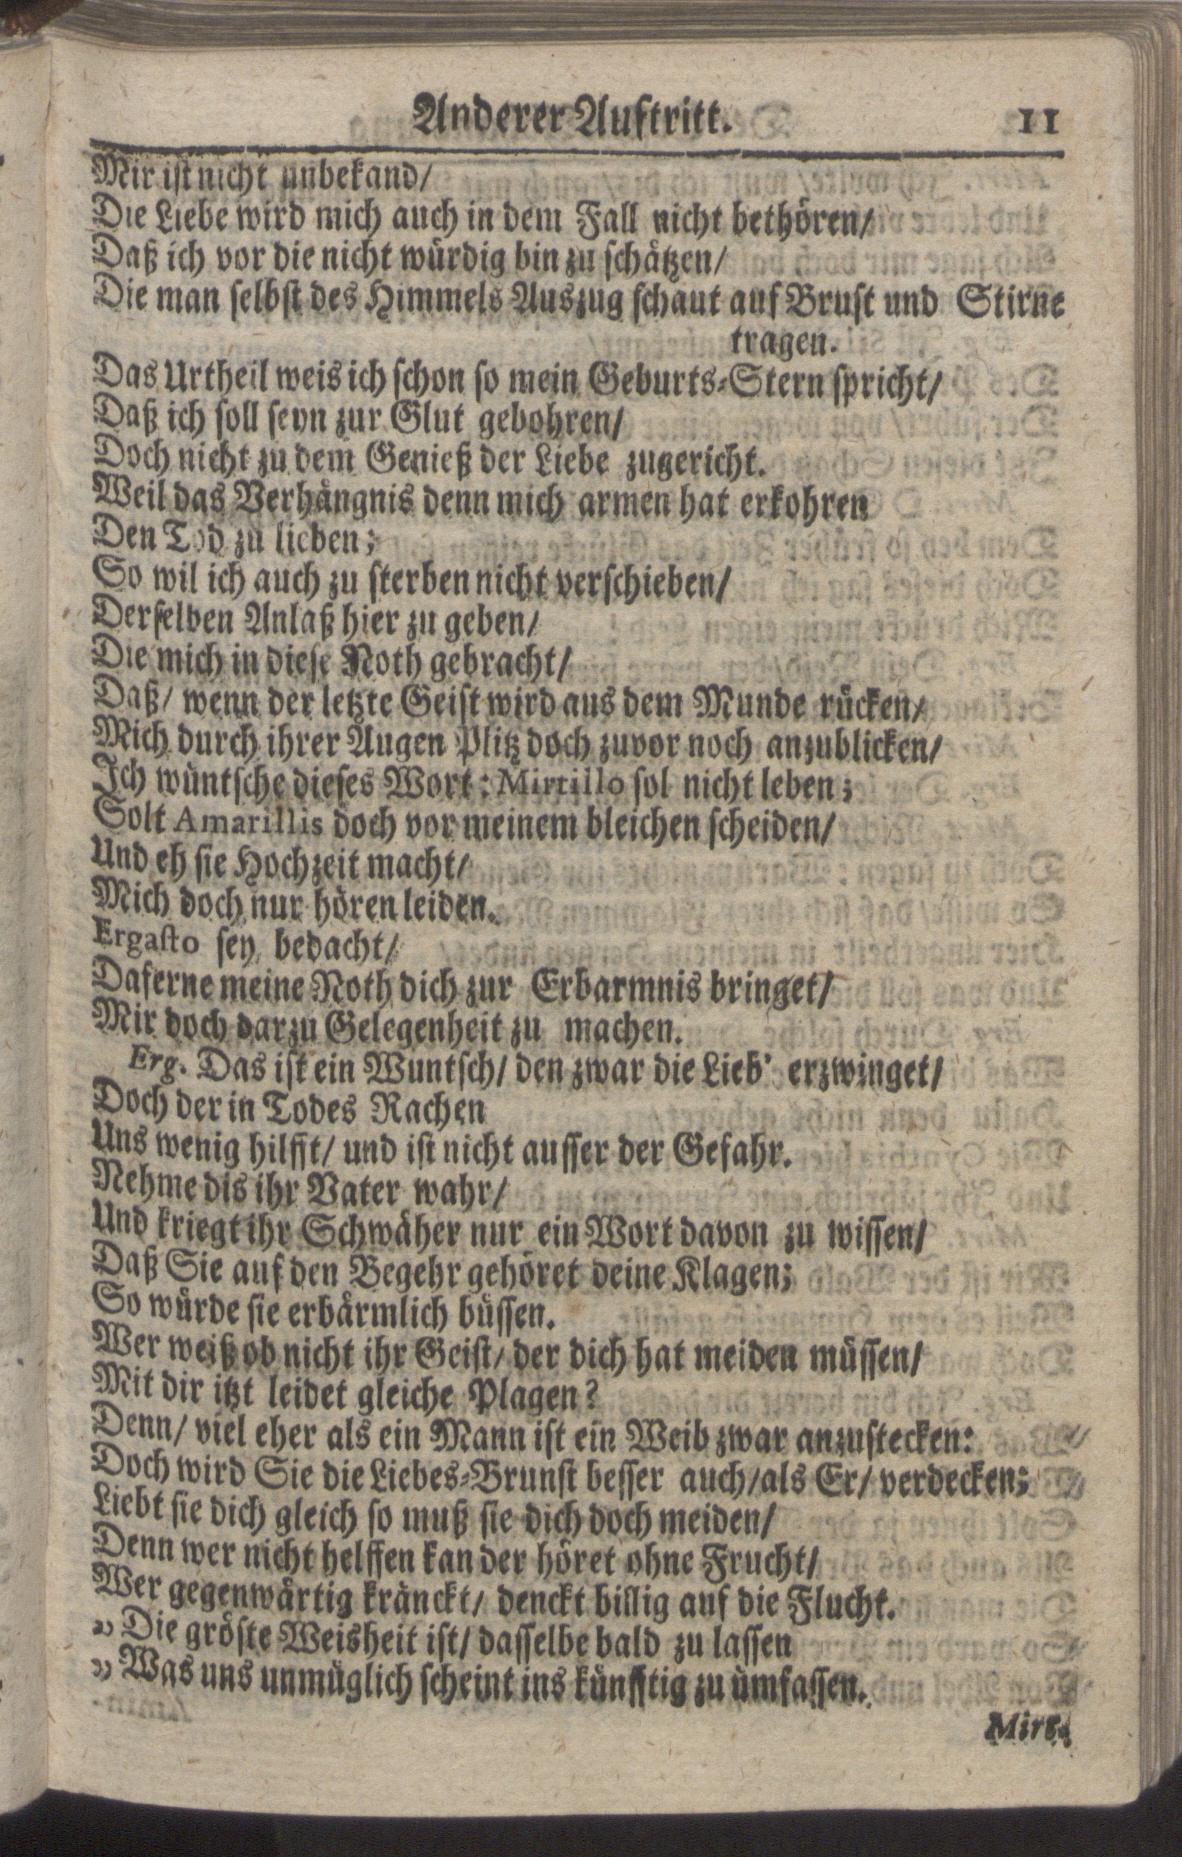 Anderer Auftritt. 11
Mir ist nicht unbekand/
Die Liebe wird mich auch in dem Fall nicht bethören/
Daß ich vor die nicht würdig bin zu schätzen/
Die man selbst des Himmels Auszug schaut auf Brust und Stirne
tragen.
Das Urtheil weis ich schon so mein Geburts-Stern spricht/
Daß ich soll seyn zur Glut gebohren/
Doch nicht zu dem Genieß der Liebe zugericht.
Weil das Verhängnis denn mich armen hat erkohren
Den Tod zu lieben;
So wil ich auch zu sterben nicht verschieben/
Derselben Anlaß hier zu geben/
Die mich in diese Noth gebracht/
Daß/ wenn der letzte Geist wird aus dem Munde rücken/
Mich durch ihrer Augen Plitz doch zuvor noch anzublicken/
Ich wüntsche dieses Wort: Mirtillo sol nicht leben;
Solt Amarillis doch vor meinem bleichen scheiden/
Und eh sie Hochzeit macht/
Mich doch nur hören leiden.
Ergasto sey bedacht/
Daferne meine Noth dich zur Erbarmnis bringet/
Mir doch darzu Gelegenheit zu machen.
Erg. Das ist ein Wuntsch/ den zwar die Lieb' erzwinget/
Doch der in Todes Rachen
Uns wenig hilfft/ und ist nicht ausser der Gefahr.
Nehme dis ihr Vater wahr/
Und kriegt ihr Schwäher nur ein Wort davon zu wissen/
Daß Sie auf den Begehr gehöret deine Klagen;
So würde sie erbärmlich büssen.
Wer weiß ob nicht ihr Geist/ der dich hat meiden müssen/
Mit dir itzt leidet gleiche Plagen?
Denn/ viel eher als ein Mann ist ein Weib zwar anzustecken:
Doch wird Sie die Liebes-Brunst besser auch/als Er/ verdecken;
Liebt sie dich gleich so muß sie dich doch meiden/
Denn wer nicht helffen kan der höret ohne Frucht/
Wer gegenwärtig kränckt/ denckt billig auf die Flucht.
„ Die gröste Weisheit ist/ dasselbe bald zu lassen
„ Was uns unmüglich scheint ins künfftig zu ümfassen.
Mirt.